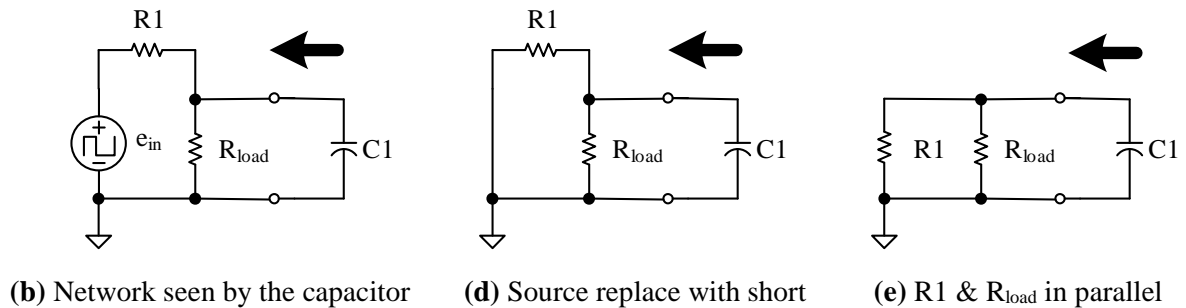 R1
e_in
+
−
R_load
C1
(b) Network seen by the capacitor
R1
R_load
C1
(d) Source replace with short
R1
R_load
C1
(e) R1 & R_load in parallel